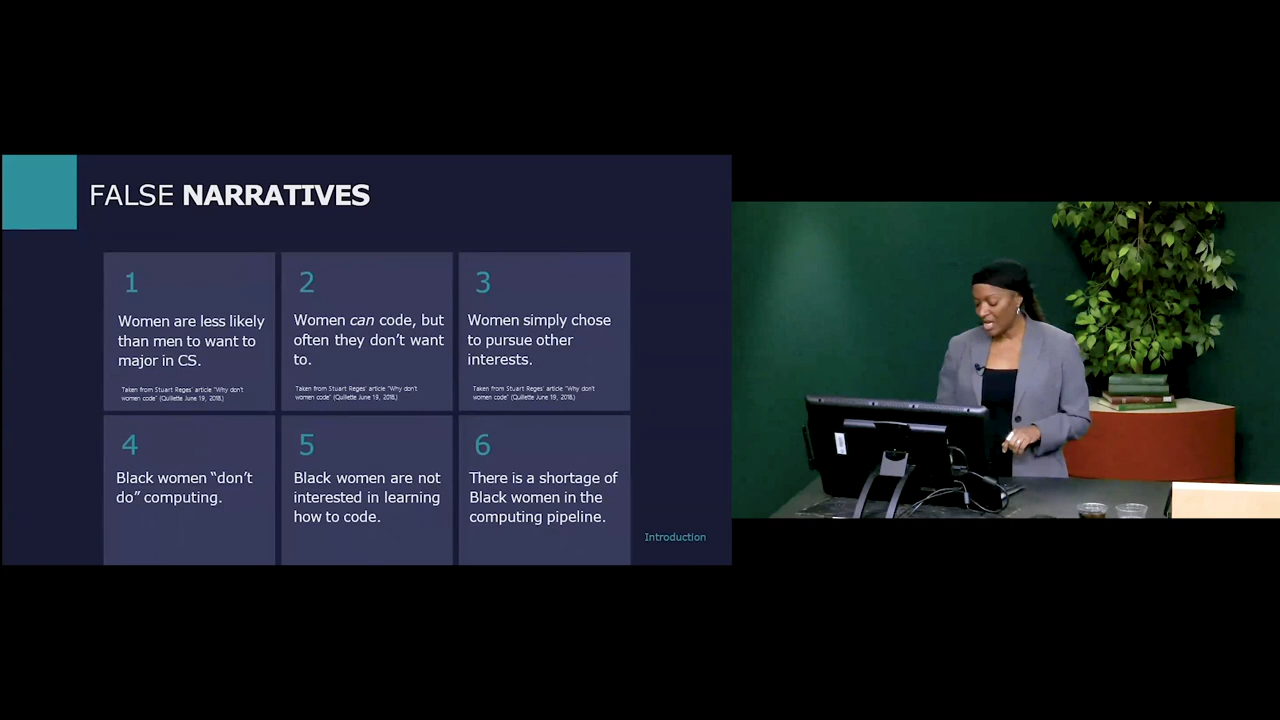 FALSE NARRATIVES
1
Women are less likely
than men to want to
major in CS.
Taken from Stuart Reges' article "Why don't
women code" (Quillette June 19, 2018.)
2
Women can code, but
often they don't want
to.
Taken from Stuart Reges' article "Why don't
women code" (Quillette June 19, 2018.)
3
Women simply chose
to pursue other
interests.
Taken from Stuart Reges' article "Why don't
women code" (Quillette June 19, 2018.)
4
Black women “don’t
do” computing.
5
Black women are not
interested in learning
how to code.
6
There is a shortage of
Black women in the
computing pipeline.
Introduction